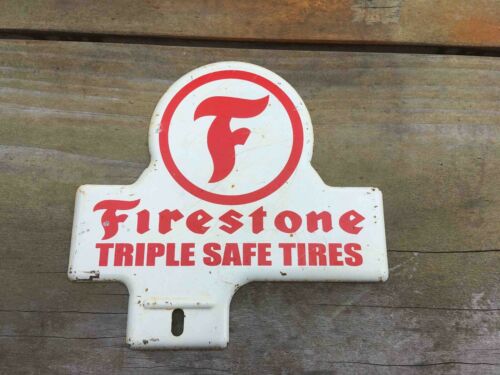 F
Firestone
TRIPLE SAFE TIRES